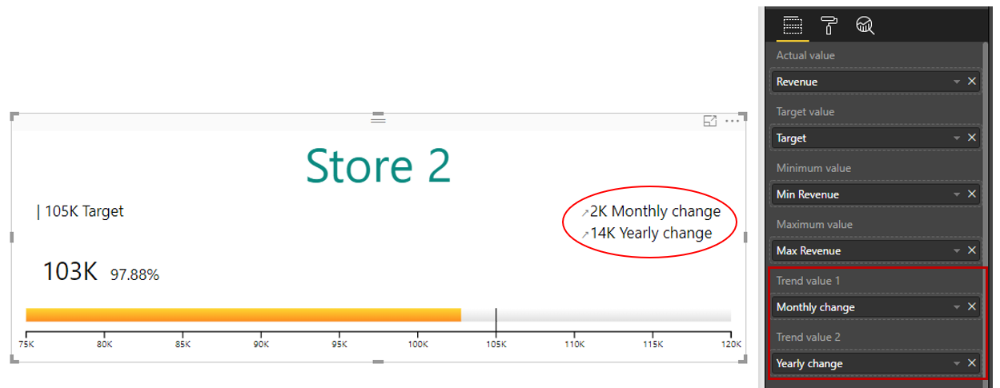 Store 2
| 105K Target
↗2K Monthly change
↗14K Yearly change
103K 97.88%
75K 80K 85K 90K 95K 100K 105K 110K 115K 120K
Actual value
Revenue
Target value
Target
Minimum value
Min Revenue
Maximum value
Max Revenue
Trend value 1
Monthly change
Trend value 2
Yearly change